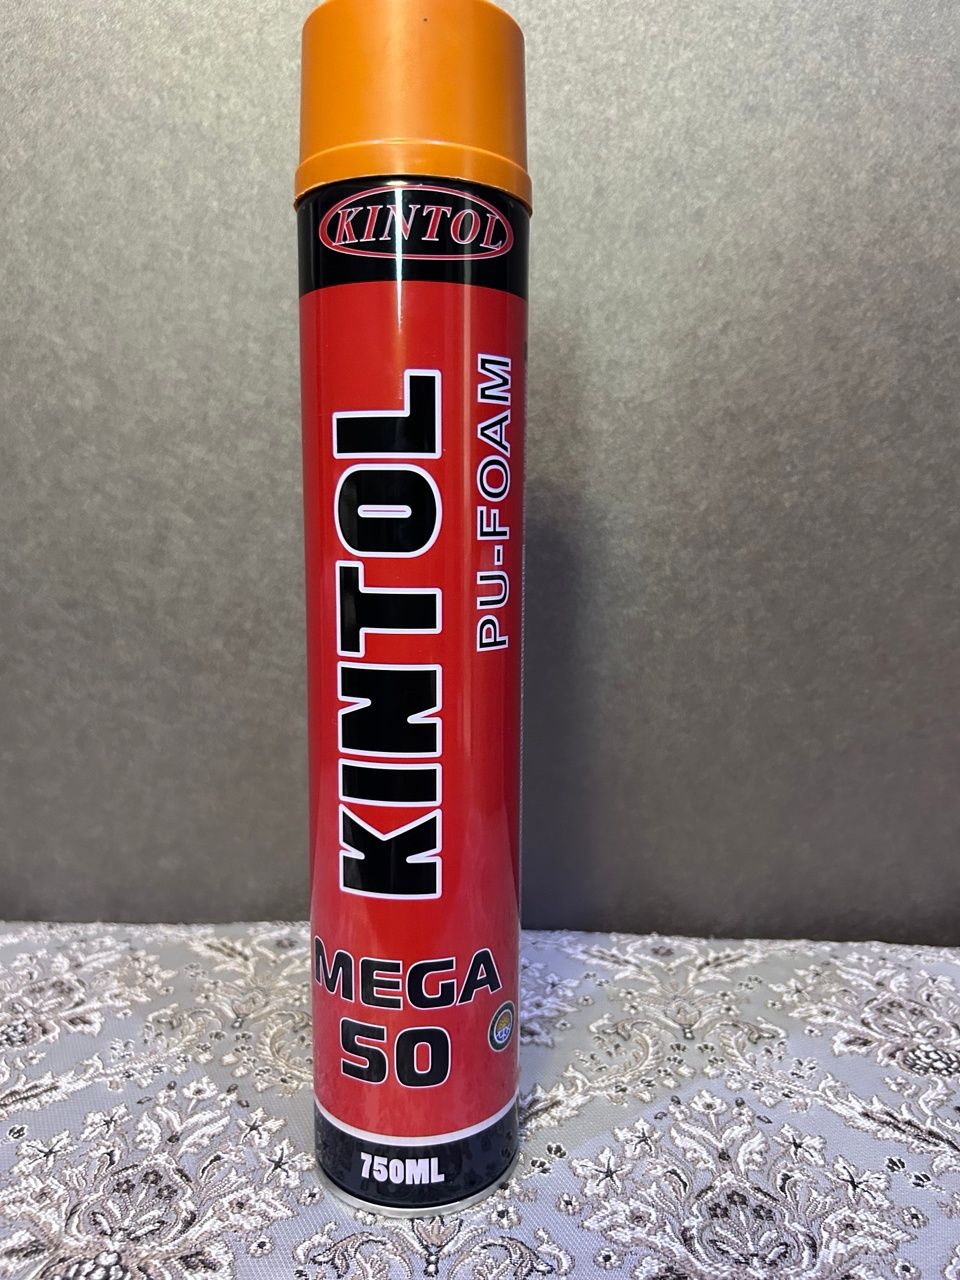 KINTOL
KINTOL
PU-FOAM
MEGA
50
750ML